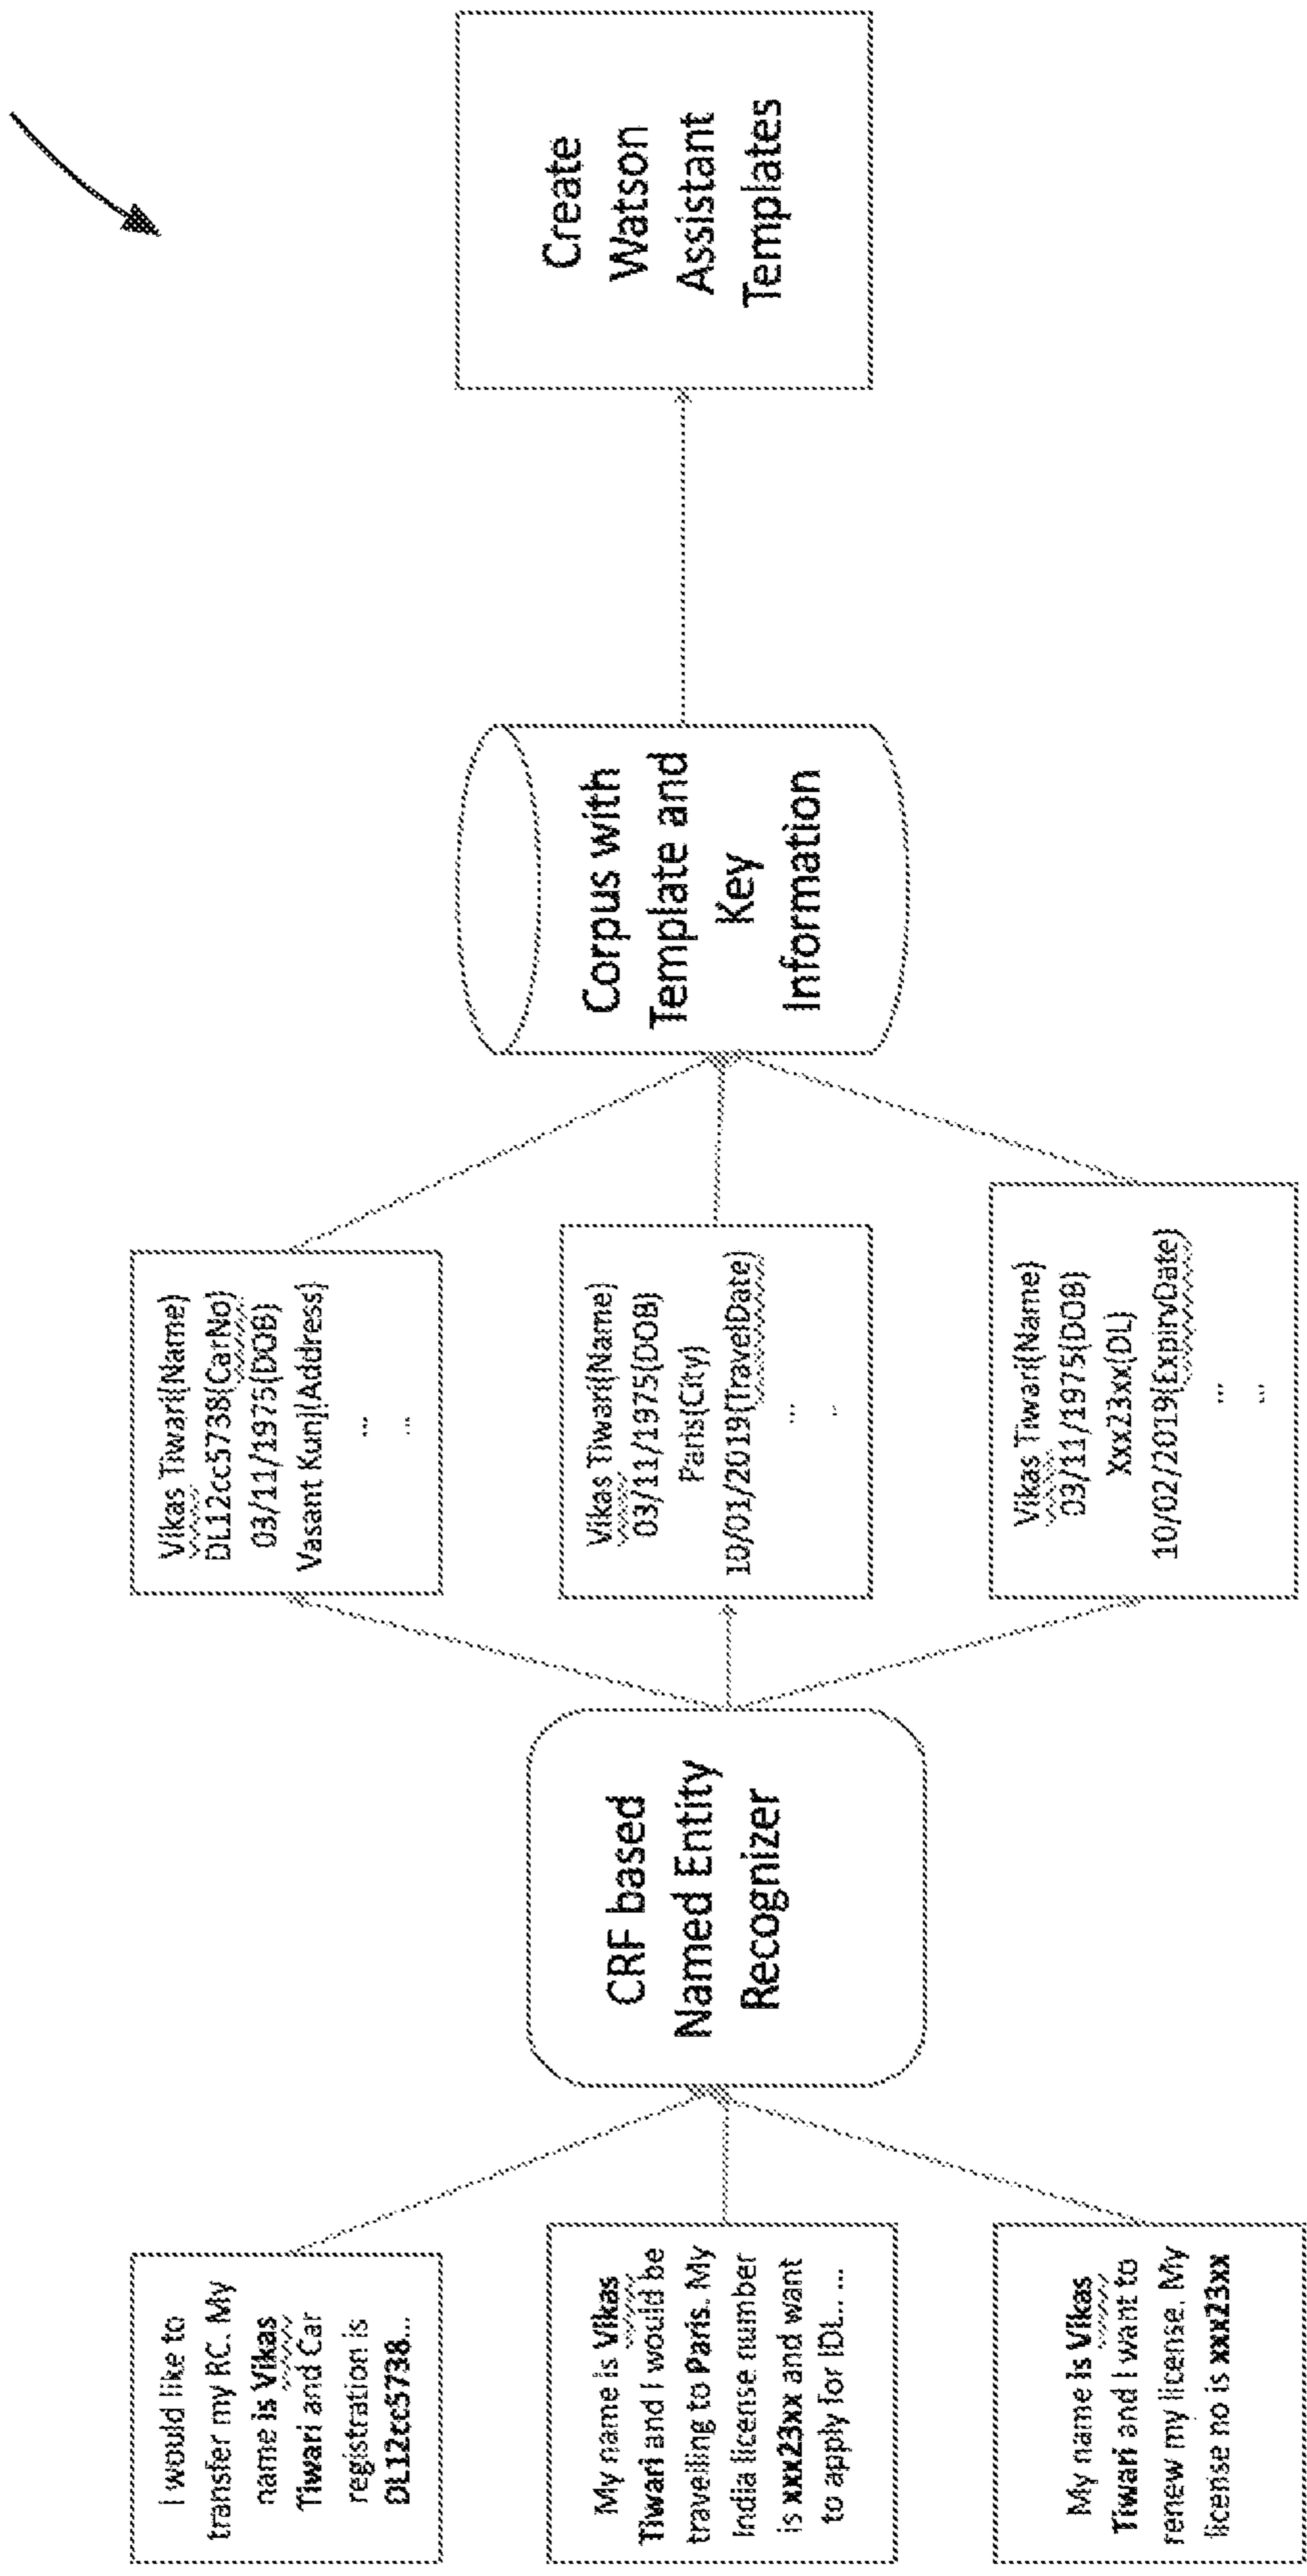 I would like to
transfer my RC. My
name is Vikas
Tiwari and Car
registration is
DL12cc5738...
My name is Vikas
Tiwari and I would be
travelling to Paris. My
India license number
is xxx23xx and want
to apply for IDL... ...
My name is Vikas
Tiwari and I want to
renew my license. My
license no is xxx23xx
CRF based
Named Entity
Recognizer
Vikas Tiwari(Name)
DL12cc5738(CarNo)
03/11/1975(DOB)
Vasant Kunj(Address)
...
...
Vikas Tiwari(Name)
03/11/1975(DOB)
Paris(City)
10/01/2019(TravelDate)
...
..
Vikas Tiwari(Name)
03/11/1975(DOB)
Xxx23xx(DL)
10/02/2019(ExpiryDate)
...
...
Corpus with
Template and
Key
Information
Create
Watson
Assistant
Templates